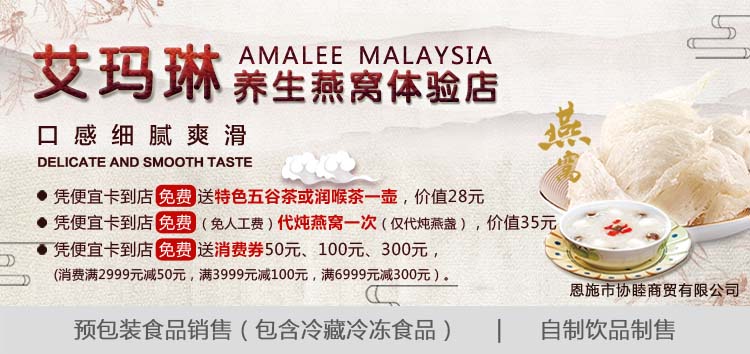 艾玛琳
AMALEE MALAYSIA
养生燕窝体验店
口感细腻爽滑
DELICATE AND SMOOTH TASTE
燕窝
● 凭便宜卡到店免费送特色五谷茶或润喉茶一壶，价值28元
● 凭便宜卡到店免费（免人工费）代炖燕窝一次（仅代炖燕盏），价值35元
● 凭便宜卡到店免费送消费券50元、100元、300元，
(消费满2999元减50元，满3999元减100元，满6999元减300元）。
恩施市协睦商贸有限公司
预包装食品销售（包含冷藏冷冻食品） | 自制饮品制售